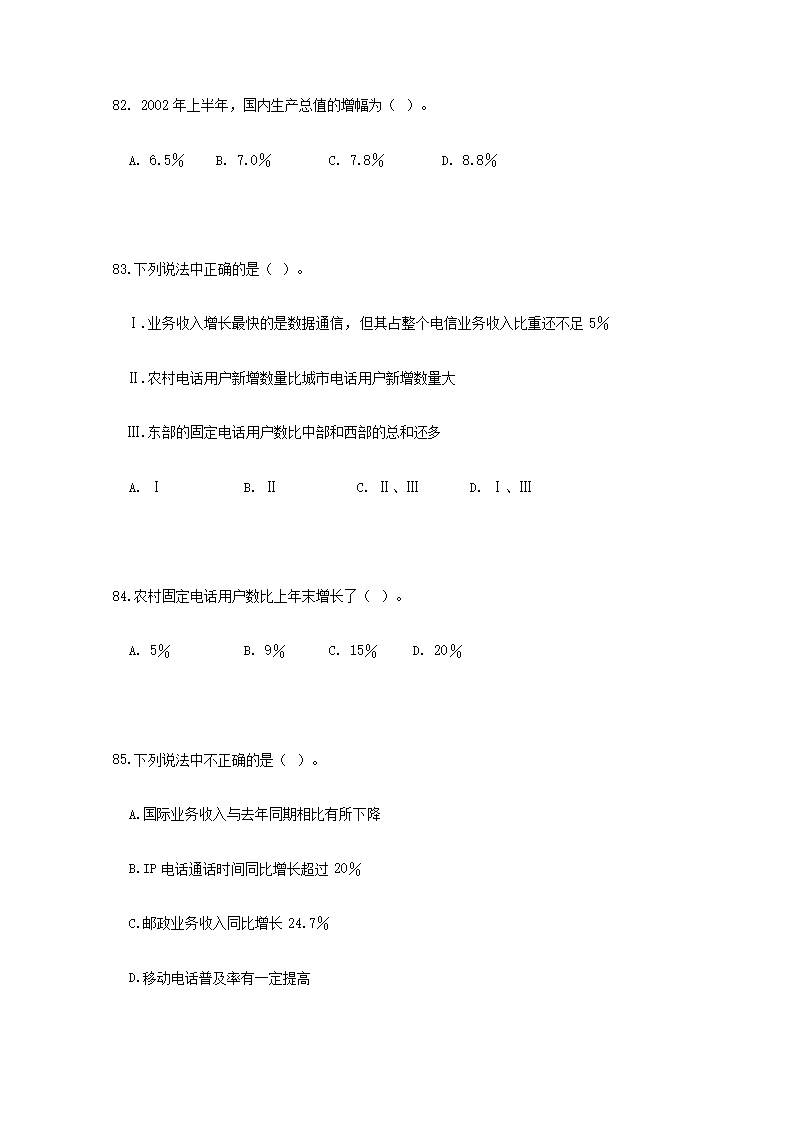 82. 2002年上半年，国内生产总值的增幅为（ ）。
A. 6.5％ B. 7.0％ C. 7.8％ D. 8.8％
83.下列说法中正确的是（ ）。
Ⅰ.业务收入增长最快的是数据通信，但其占整个电信业务收入比重还不足 5％
Ⅱ.农村电话用户新增数量比城市电话用户新增数量大
Ⅲ.东部的固定电话用户数比中部和西部的总和还多
A. Ⅰ B. Ⅱ C. Ⅱ、Ⅲ D. Ⅰ、Ⅲ
84.农村固定电话用户数比上年末增长了（ ）。
A. 5％ B. 9％ C. 15％ D. 20％
85.下列说法中不正确的是（ ）。
A.国际业务收入与去年同期相比有所下降
B.IP 电话通话时间同比增长超过 20％
C.邮政业务收入同比增长 24.7％
D.移动电话普及率有一定提高